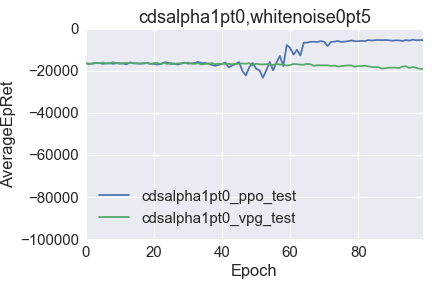 cdsalpha1pt0,whitenoise0pt5
AverageEpRet
0
−20000
−40000
−60000
−80000
−100000
cdsalpha1pt0_ppo_test
cdsalpha1pt0_vpg_test
0 20 40 60 80
Epoch